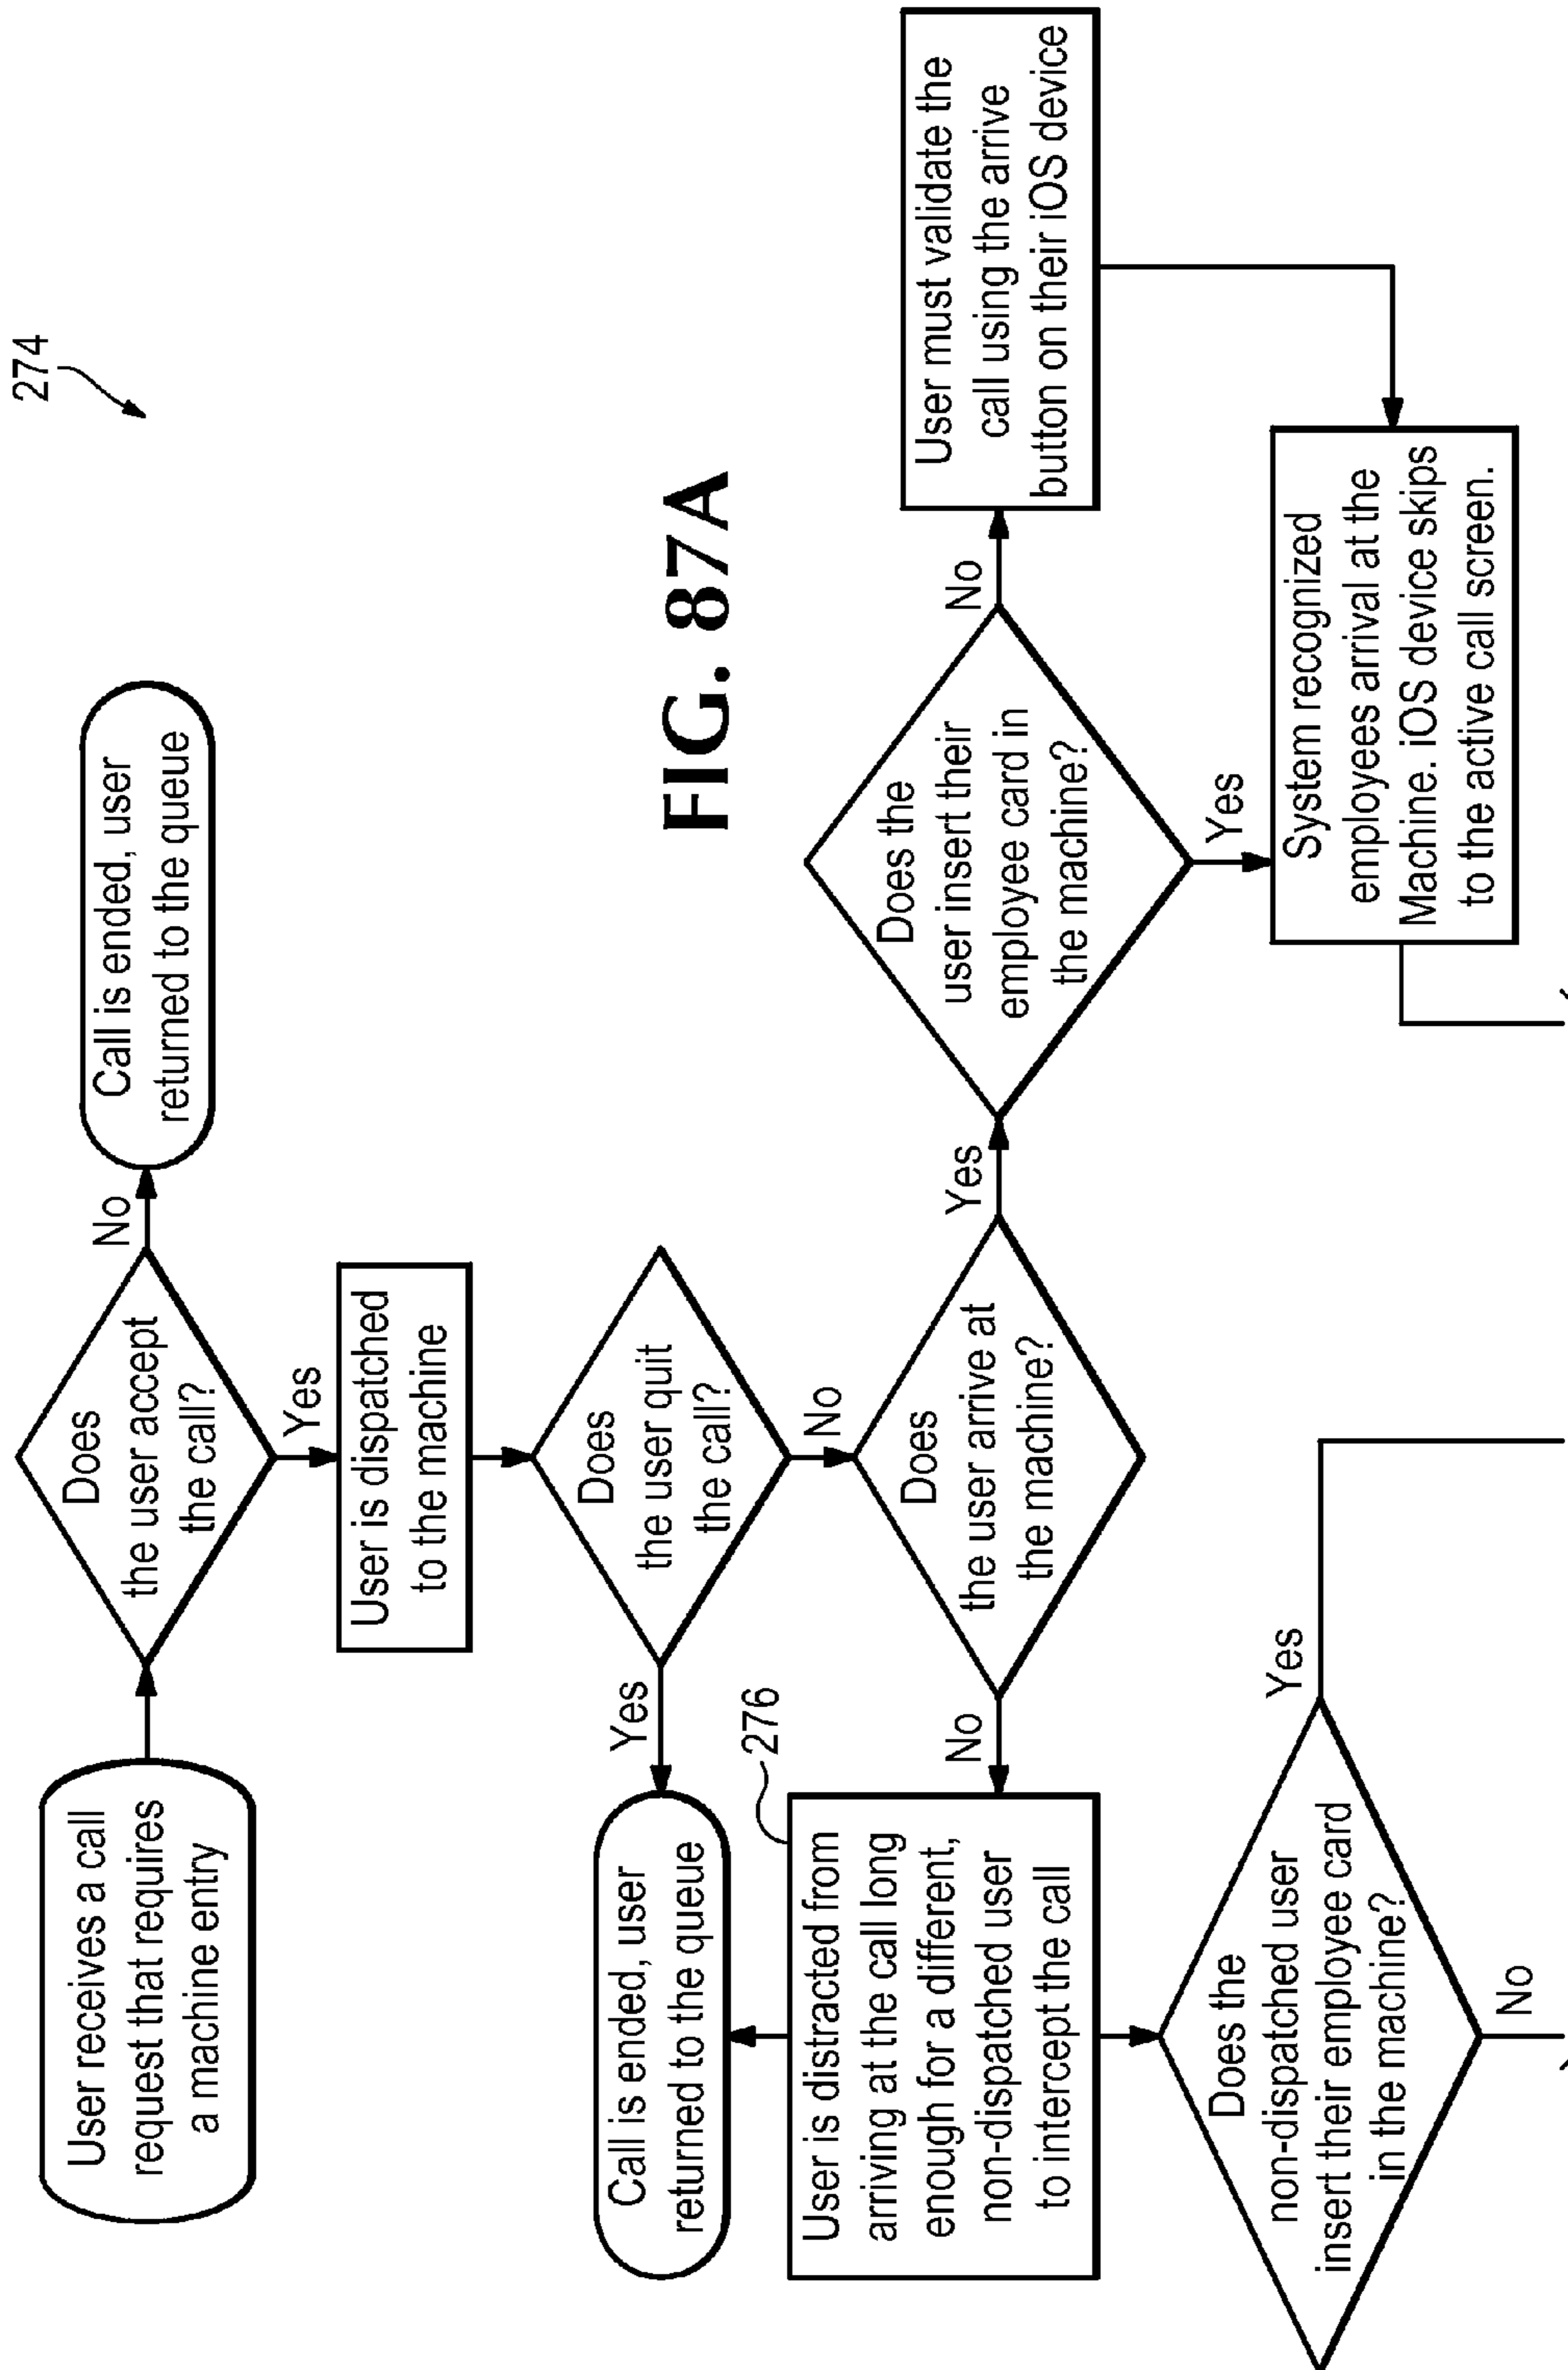 274
User receives a call
request that requires
a machine entry
Does
the user accept
the call?
No
Call is ended, user
returned to the queue
Yes
User is dispatched
to the machine
Does
the user quit
the call?
Yes
Call is ended, user
returned to the queue
No
276
User is distracted from
arriving at the call long
enough for a different,
non-dispatched user
to intercept the call
No
Does
the user arrive at
the machine?
Yes
Does the
user insert their
employee card in
the machine?
No
User must validate the
call using the arrive
button on their iOS device
Yes
System recognized
employees arrival at the
Machine. iOS device skips
to the active call screen.
Does the
non-dispatched user
insert their employee card
in the machine?
Yes
No
FIG. 87A